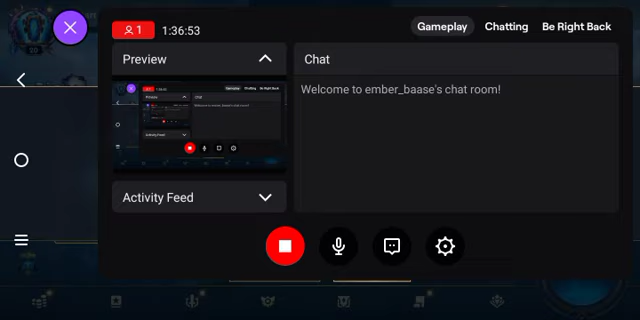 1
1:36:53
Gameplay
Chatting
Be Right Back
Preview
Chat
Welcome to ember_baase's chat room!
Activity Feed
20